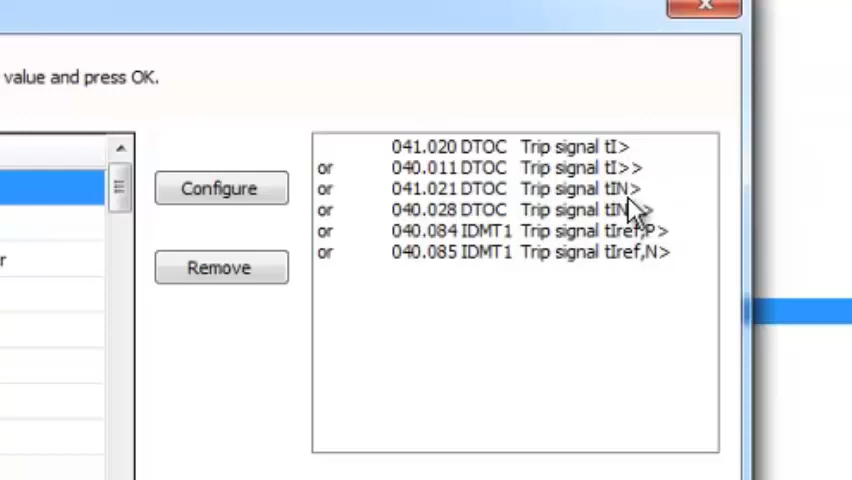 value and press OK.
r
Configure
Remove
041.020 DTOC Trip signal tI>
or 040.011 DTOC Trip signal tI>>
or 041.021 DTOC Trip signal tIN>
or 040.028 DTOC Trip signal
or 040.084 IDMT1 Trip signal tIref,P>
or 040.085 IDMT1 Trip signal tIref,N>